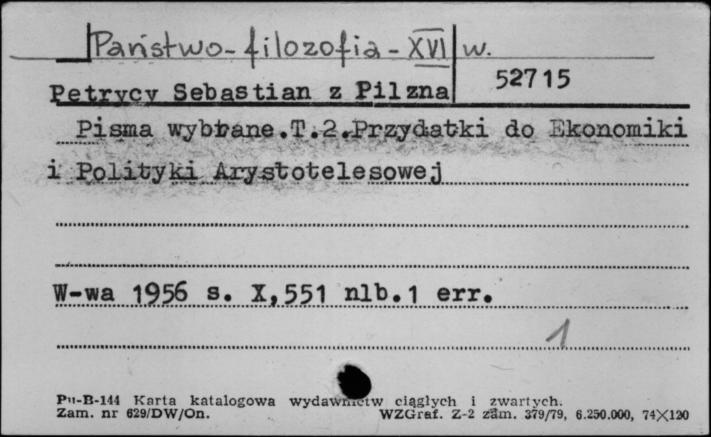 Państwo-filozofia-XVI w.
52715
Petrycy Sebastian z Pilzna
Pisma wybrane.T.2.Przydatki do Ekonomiki
i Polityki Arystotelesowej
W-wa 1956 s. X,551 nlb.1 err.
1
Pu-B-144 Karta katalogowa wydawnictw ciągłych i zwartych.
Zam. nr 629/DW/On. WZGraf. Z-2 zam. 379/79, 6.250.000, 74×120